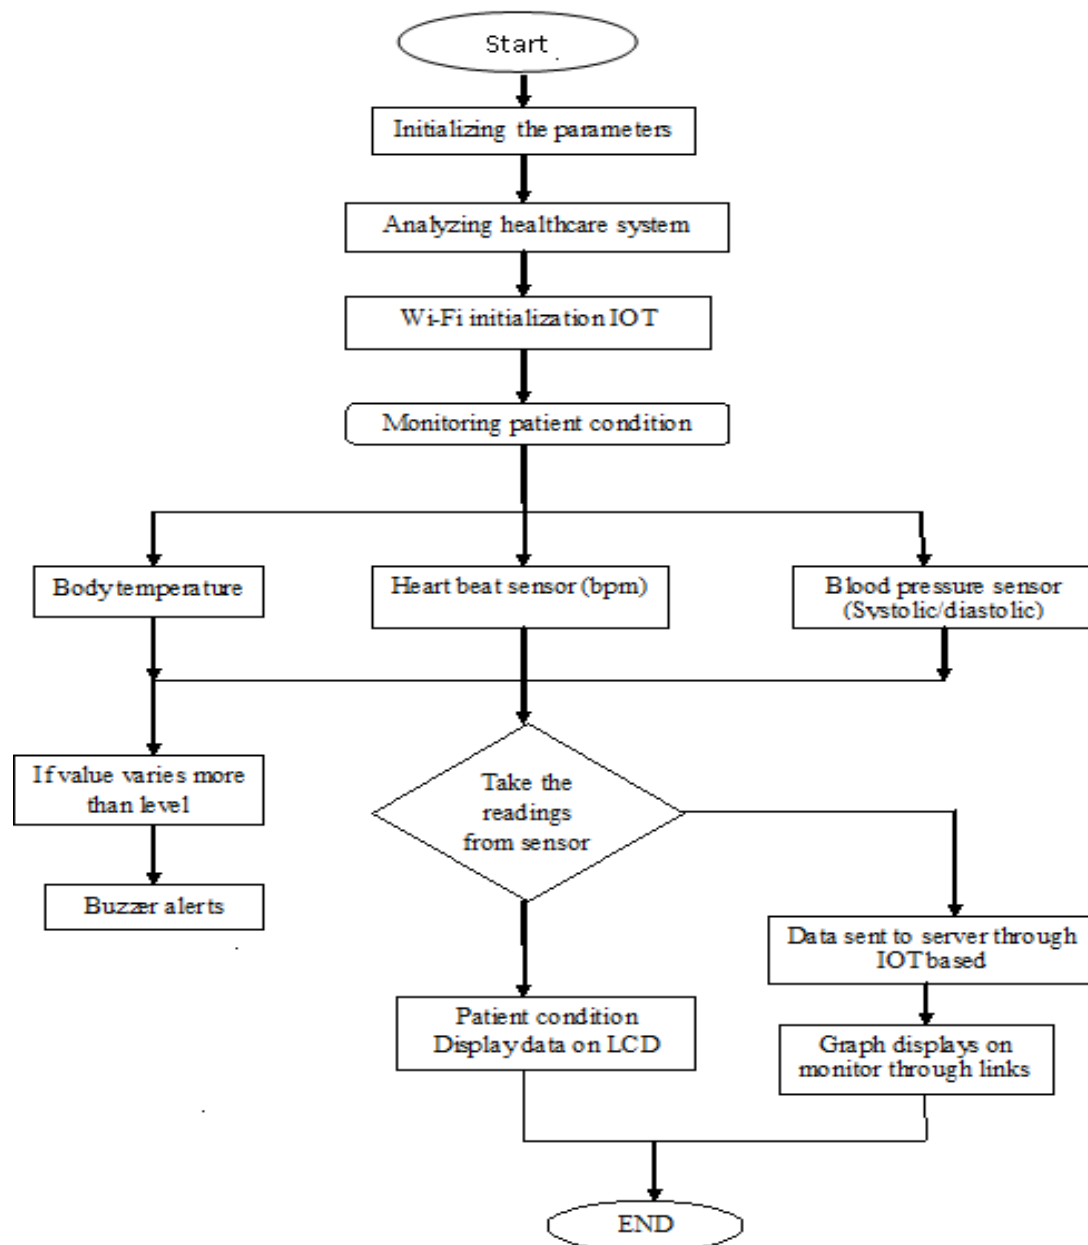 Start
Initializing the parameters
Analyzing healthcare system
Wi-Fi initialization IOT
Monitoring patient condition
Body temperature
Heart beat sensor (bpm)
Blood pressure sensor
(Systolic/diastolic)
If value varies more
than level
Take the
readings
from sensor
Buzzer alerts
Data sent to server through
IOT based
Patient condition
Display data on LCD
Graph displays on
monitor through links
END